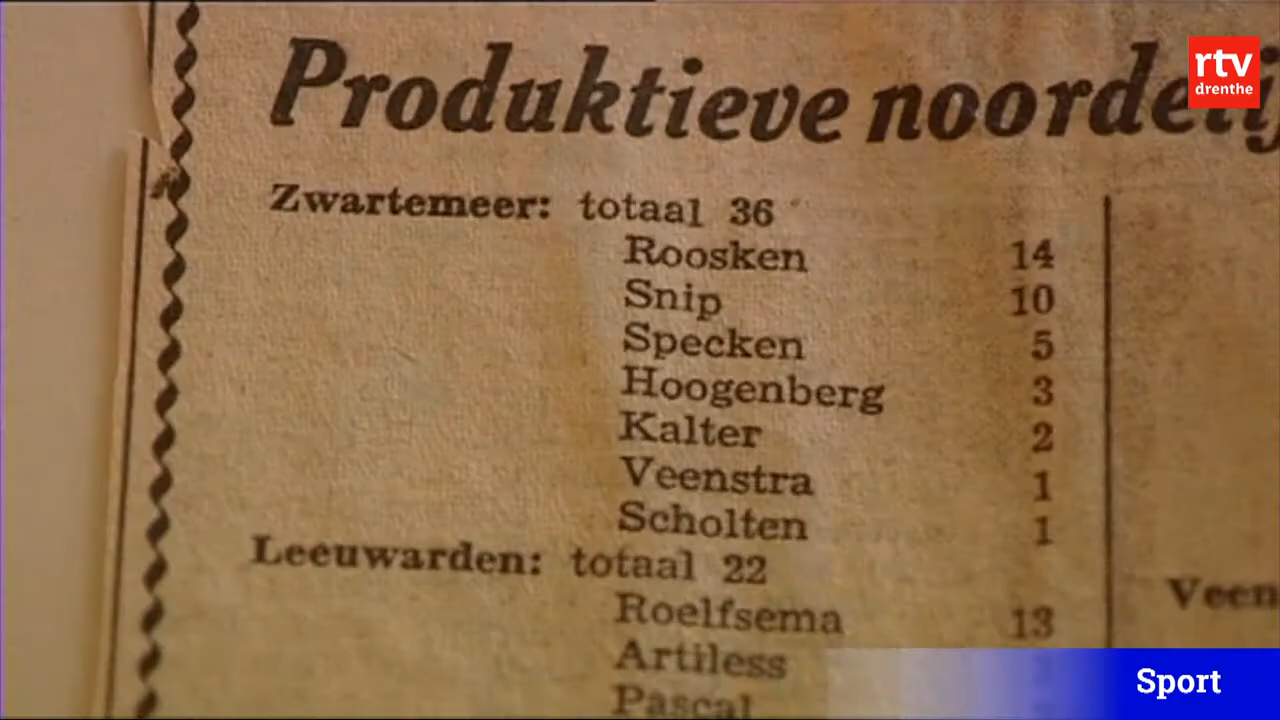 Produktieve noordelij
rtv
drenthe
Zwartemeer: totaal 36
Roosken 14
Snip 10
Specken 5
Hoogenberg 3
Kalter 2
Veenstra 1
Scholten 1
Leeuwarden: totaal 22
Veen
Roelfsema 13
Artiless
Pascal
Sport